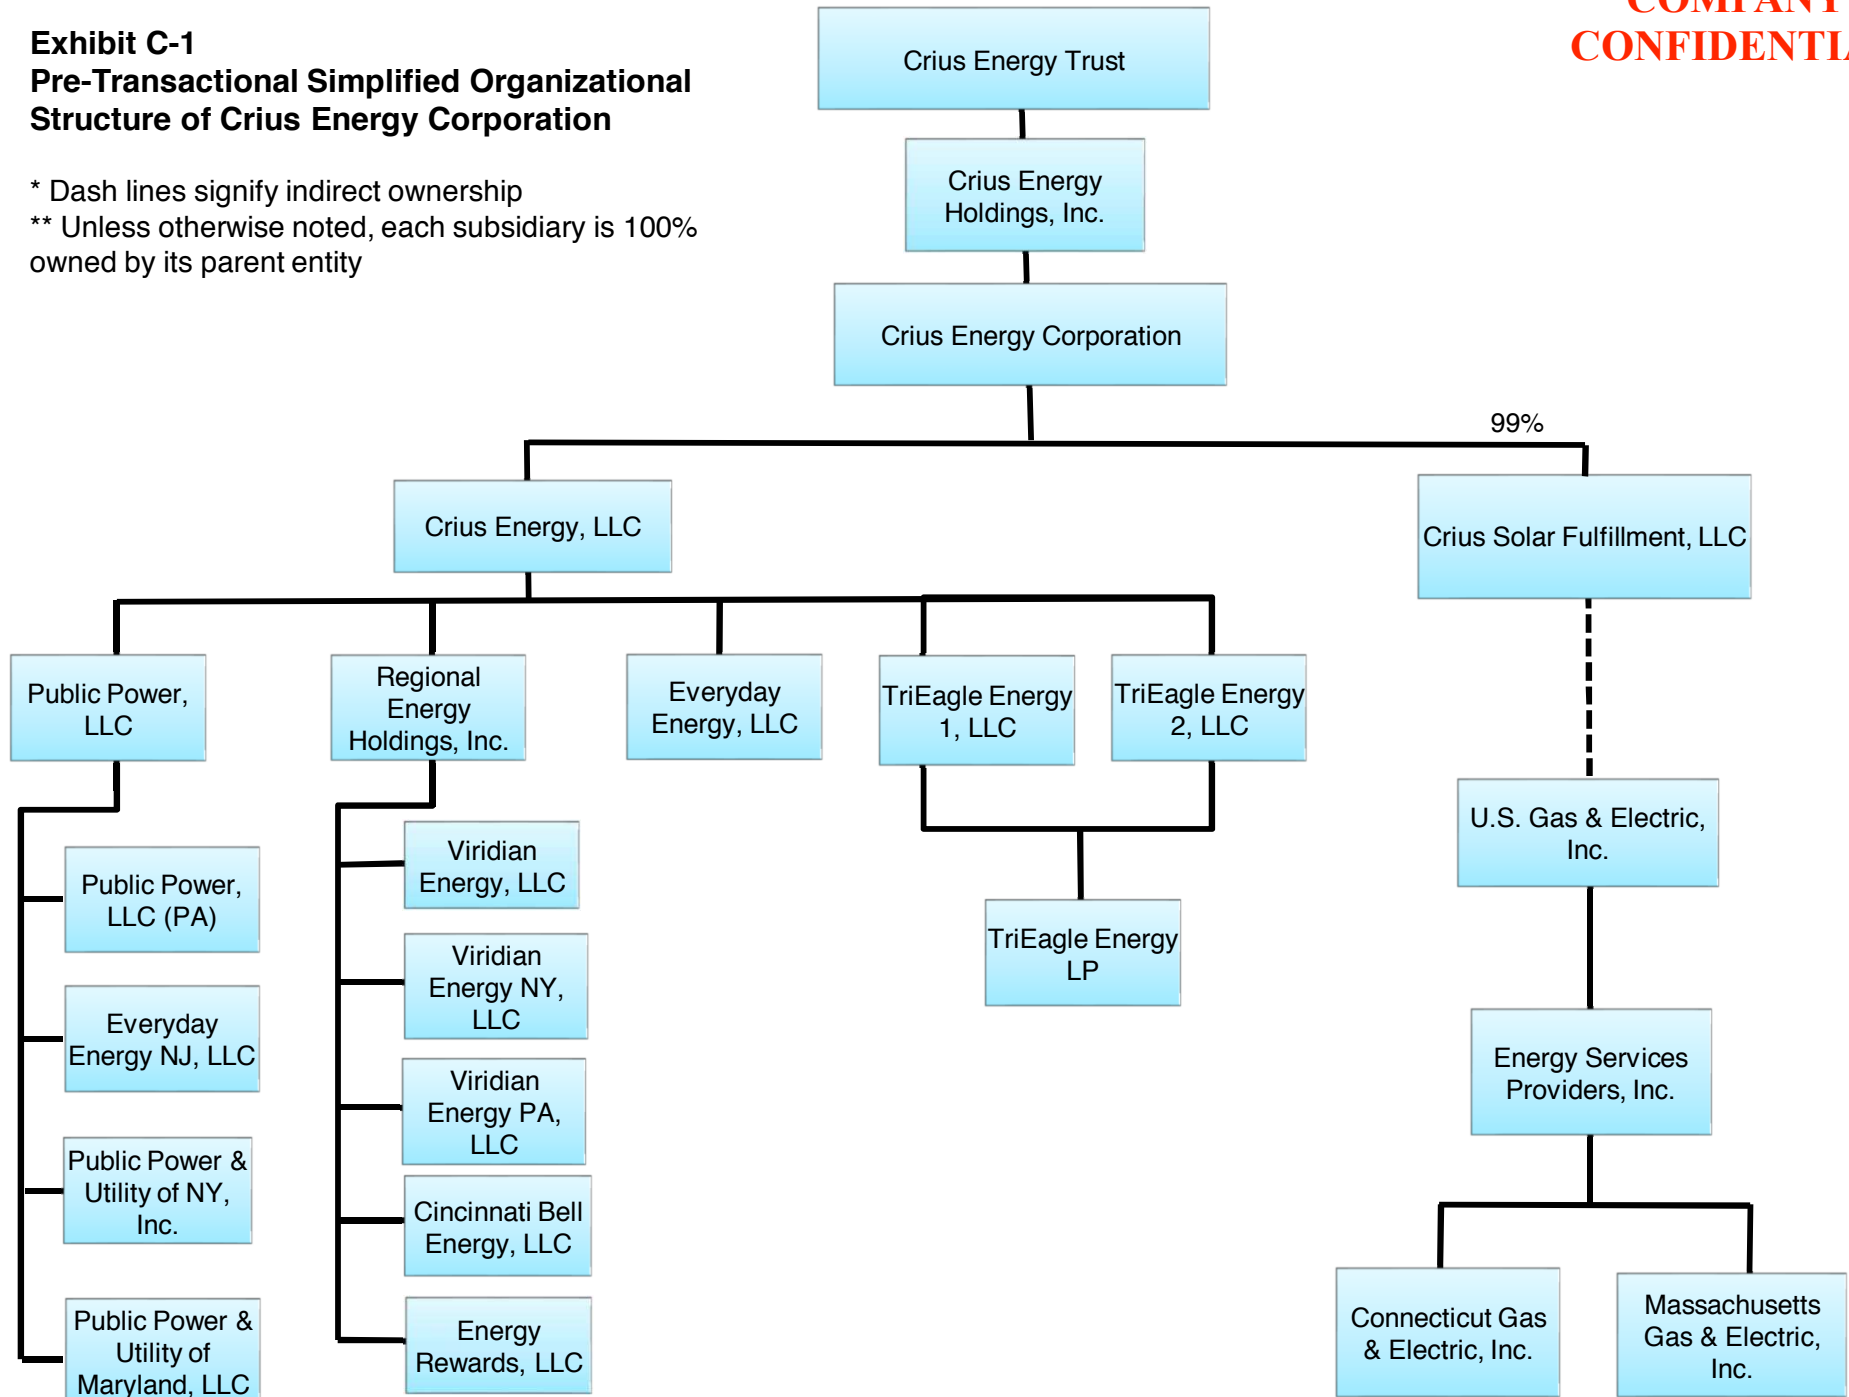 COMPANY
CONFIDENTIA
Exhibit C-1
Pre-Transactional Simplified Organizational
Structure of Crius Energy Corporation
* Dash lines signify indirect ownership
** Unless otherwise noted, each subsidiary is 100%
owned by its parent entity
Crius Energy Trust
Crius Energy
Holdings, Inc.
Crius Energy Corporation
99%
Crius Energy, LLC
Crius Solar Fulfillment, LLC
Public Power,
LLC
Regional
Energy
Holdings, Inc.
Everyday
Energy, LLC
TriEagle Energy
1, LLC
TriEagle Energy
2, LLC
Public Power,
LLC (PA)
Everyday
Energy NJ, LLC
Public Power &
Utility of NY,
Inc.
Public Power &
Utility of
Maryland, LLC
Viridian
Energy, LLC
Viridian
Energy NY,
LLC
Viridian
Energy PA,
LLC
Cincinnati Bell
Energy, LLC
Energy
Rewards, LLC
TriEagle Energy
LP
U.S. Gas & Electric,
Inc.
Energy Services
Providers, Inc.
Connecticut Gas
& Electric, Inc.
Massachusetts
Gas & Electric,
Inc.